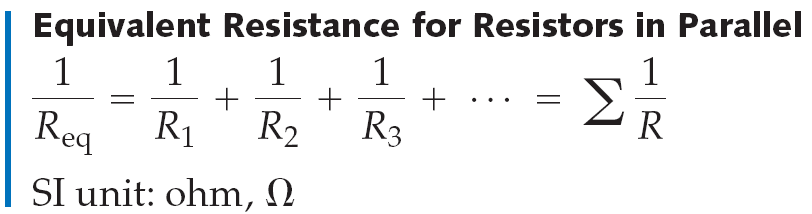 Equivalent Resistance for Resistors in Parallel
1/R_eq = 1/R_1 + 1/R_2 + 1/R_3 + ··· = ∑ 1/R
SI unit: ohm, Ω